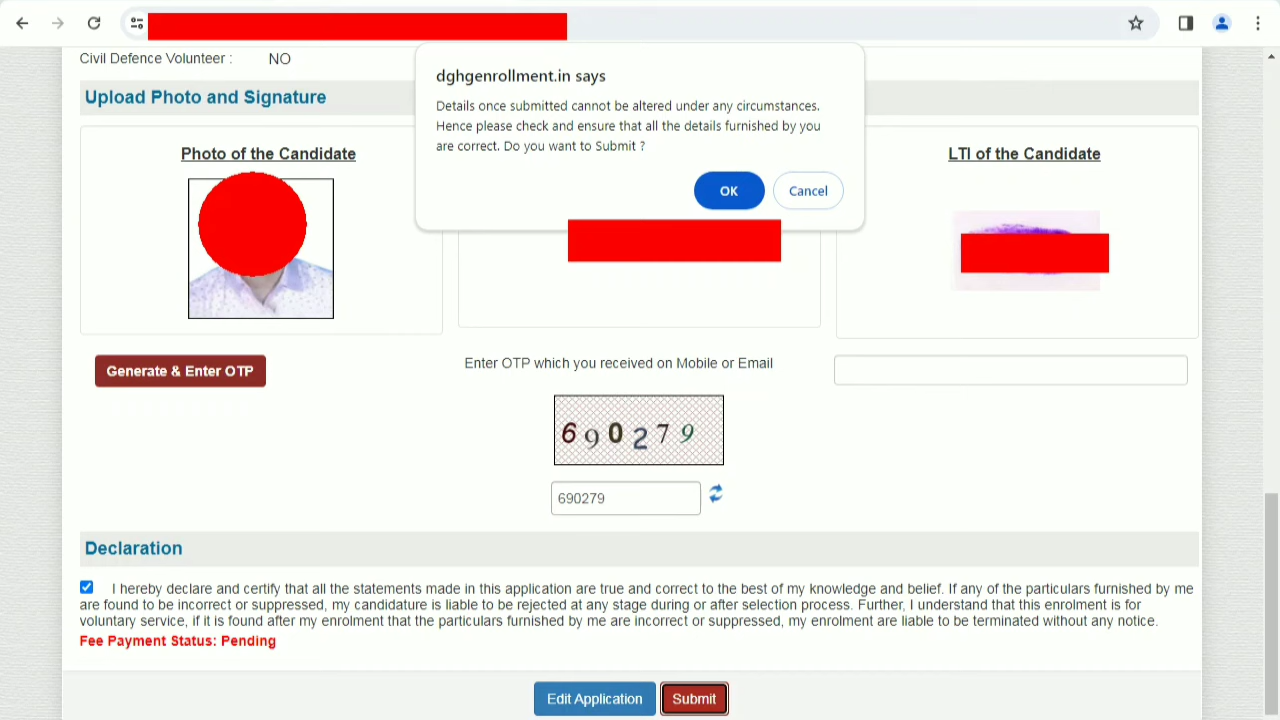 Civil Defence Volunteer : NO
dghgenrollment.in says
Details once submitted cannot be altered under any circumstances.
Hence please check and ensure that all the details furnished by you
are correct. Do you want to Submit ?
OK Cancel
Upload Photo and Signature
Photo of the Candidate
LTI of the Candidate
Generate & Enter OTP
Enter OTP which you received on Mobile or Email
690279
690279
Declaration
I hereby declare and certify that all the statements made in this application are true and correct to the best of my knowledge and belief. If any of the particulars furnished by me
are found to be incorrect or suppressed, my candidature is liable to be rejected at any stage during or after selection process. Further, I understand that this enrolment is for
voluntary service, if it is found after my enrolment that the particulars furnished by me are incorrect or suppressed, my enrolment are liable to be terminated without any notice.
Fee Payment Status: Pending
Edit Application Submit